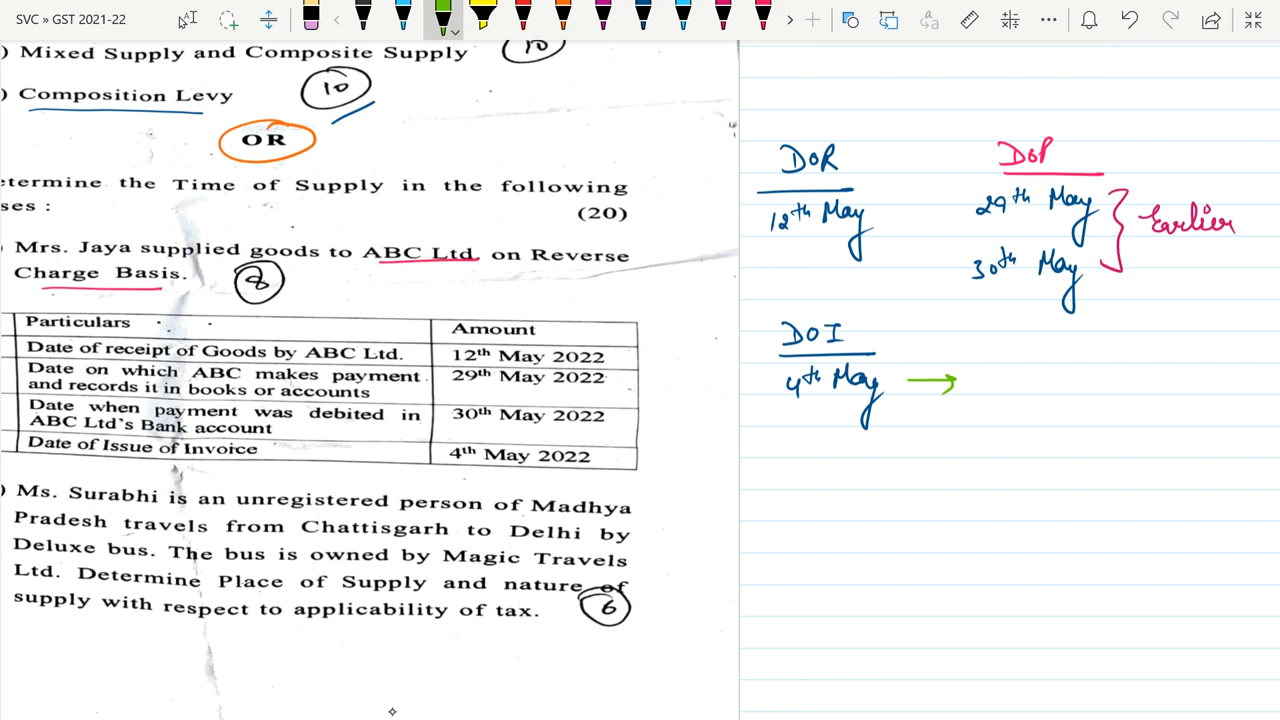 SVC » GST 2021-22
) Mixed Supply and Composite Supply
10
) Composition Levy
10
OR
etermine the Time of Supply in the following
ses :
(20)
Mrs. Jaya supplied goods to ABC Ltd. on Reverse
Charge Basis.
8
Particulars Amount
Date of receipt of Goods by ABC Ltd. 12th May 2022
Date on which ABC makes payment and records it in books or accounts 29th May 2022
Date when payment was debited in ABC Ltd's Bank account 30th May 2022
Date of Issue of Invoice 4th May 2022
) Ms. Surabhi is an unregistered person of Madhya
Pradesh travels from Chattisgarh to Delhi by
Deluxe bus. The bus is owned by Magic Travels
Ltd. Determine Place of Supply and nature of
supply with respect to applicability of tax.
6
DOR
12th May
DOP
29th May
30th May
Earlier
DOI
4th May